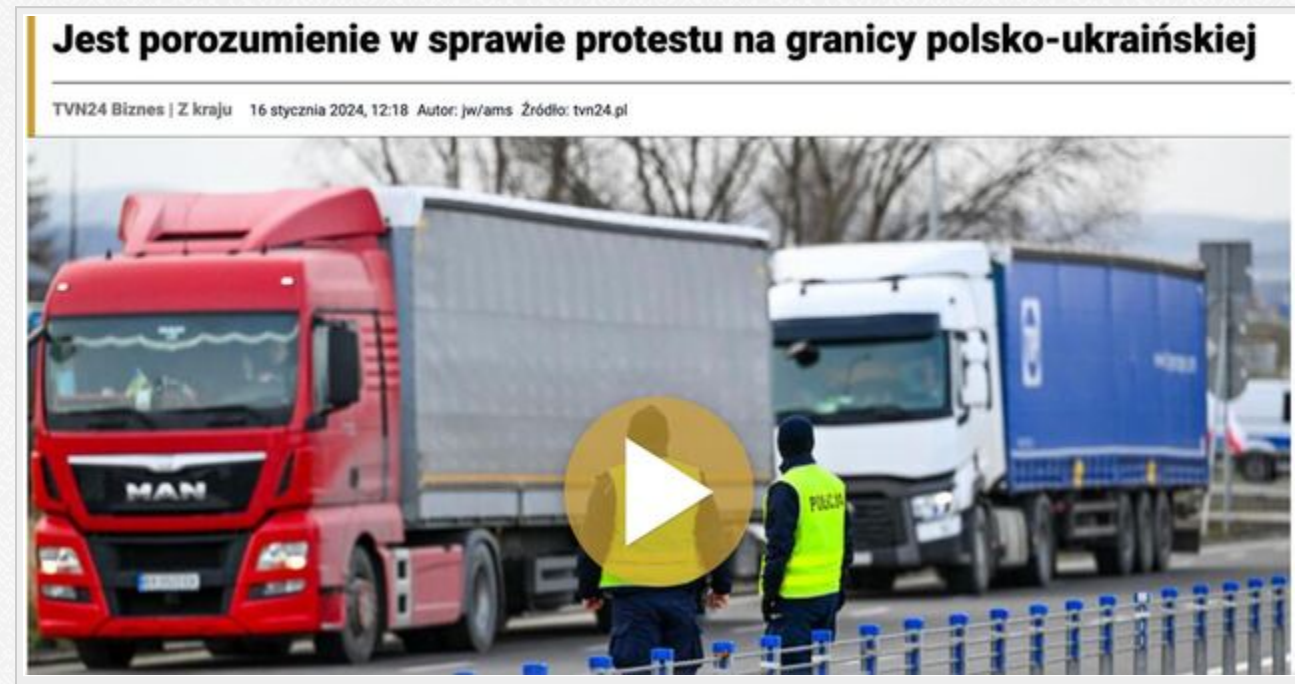 Jest porozumienie w sprawie protestu na granicy polsko-ukraińskiej
TVN24 Biznes | Z kraju 16 stycznia 2024, 12:18 Autor: jw/ams Źródło: tvn24.pl
MAN
POLICJA